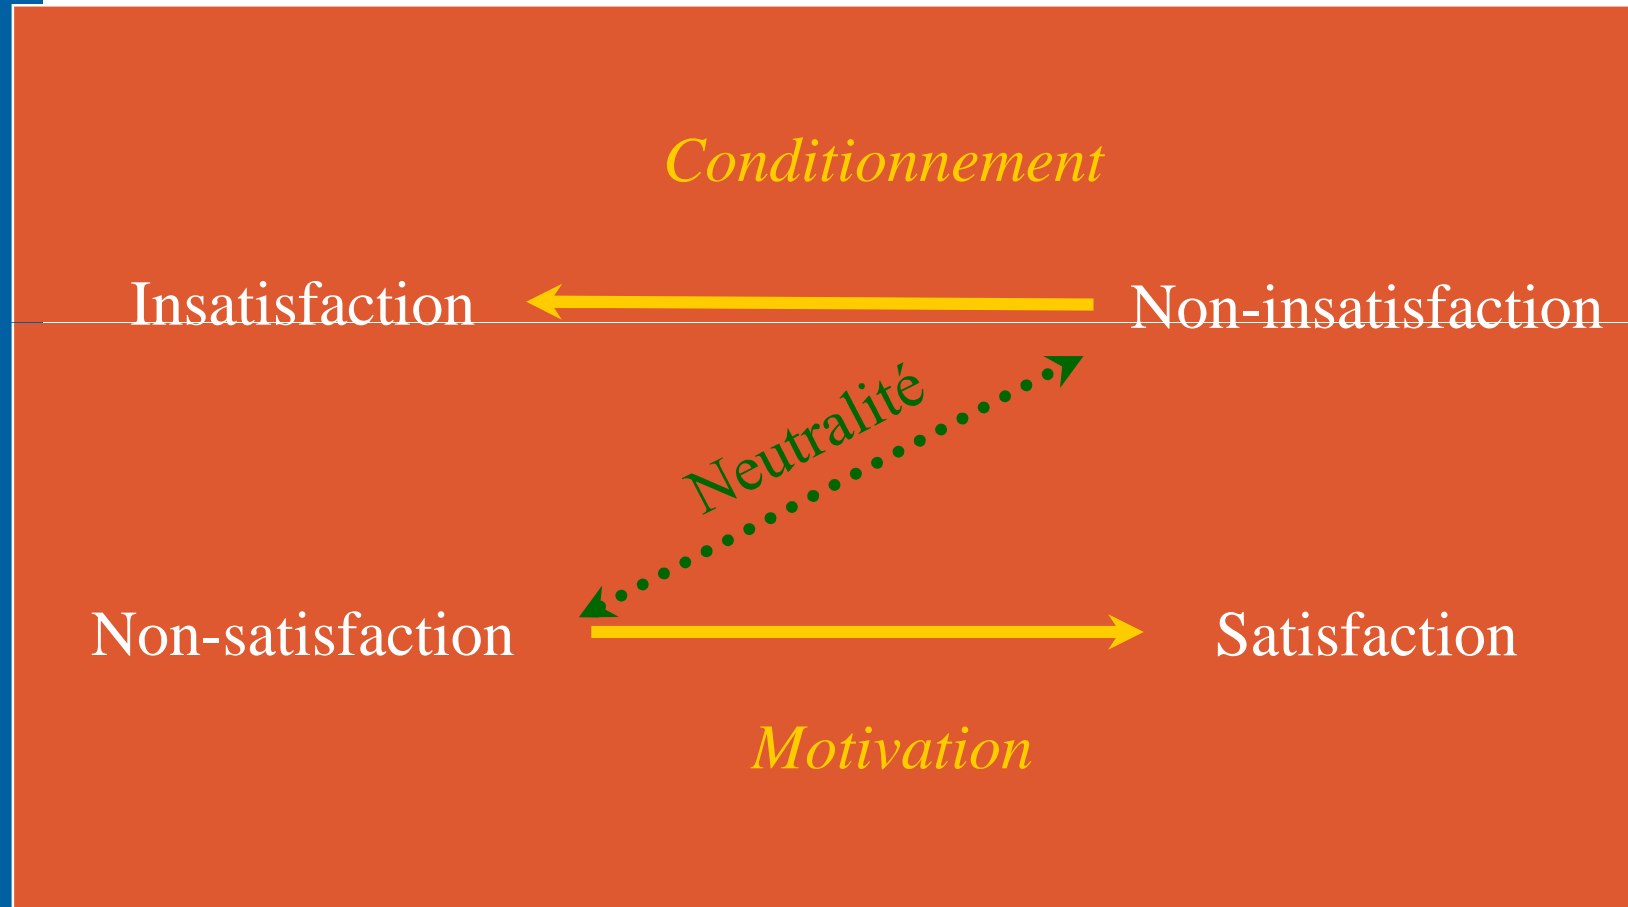 Conditionnement
Insatisfaction
Non-insatisfaction
Neutralité
Non-satisfaction
Satisfaction
Motivation